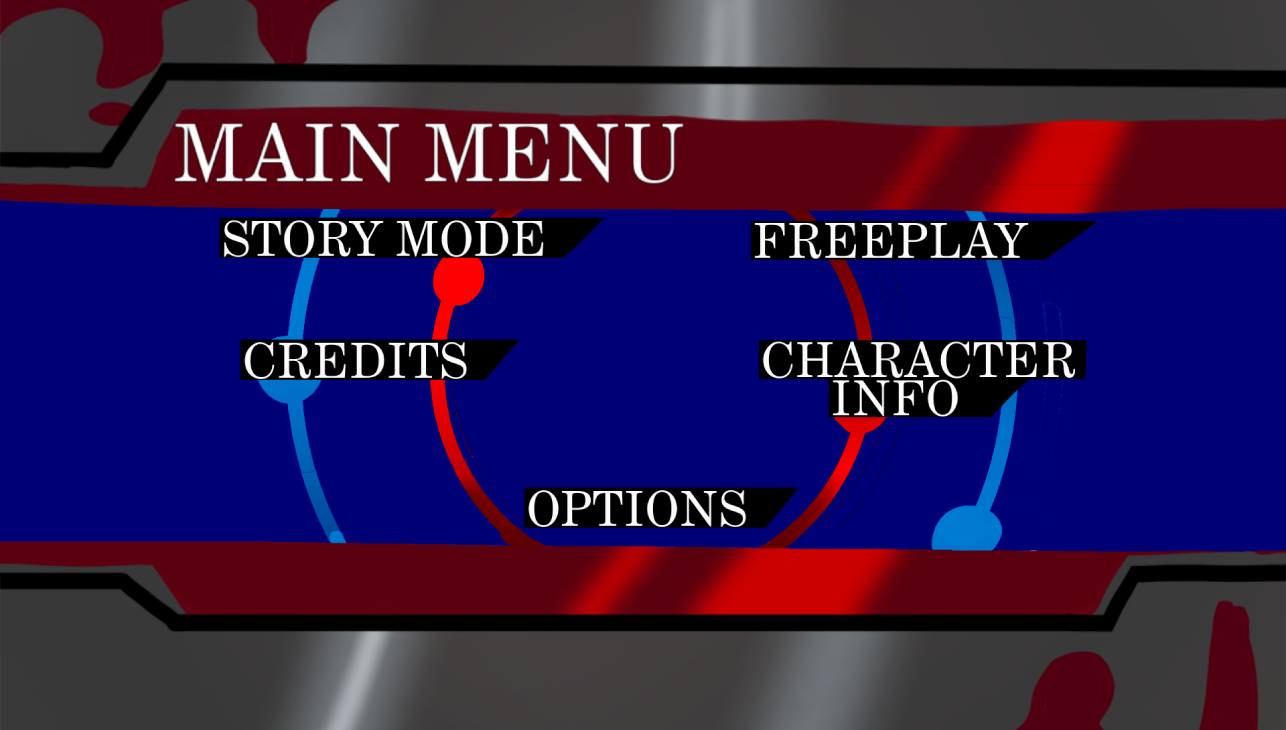 MAIN MENU
STORY MODE
FREEPLAY
CREDITS
CHARACTER
INFO
OPTIONS